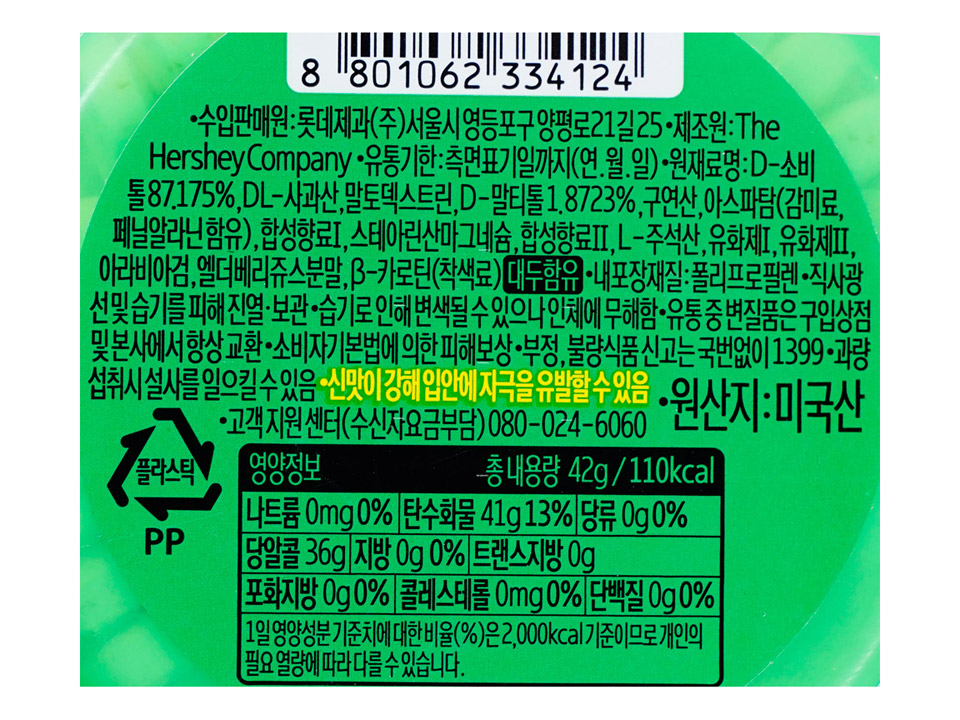 8 801062 334124
•수입판매원:롯데제과(주)서울시 영등포구 양평로21길 25•제조원:The
Hershey Company •유통기한:측면표기일까지(연.월.일)•원재료명:D-소비
톨87.175%,DL-사과산,말토덱스트린,D-말티톨1.8723%,구연산,아스파탐(감미료,
페닐알라닌 함유),합성향료I,스테아린산마그네슘,합성향료II,L-주석산,유화제I,유화제II,
아라비아검,엘더베리쥬스분말,β-카로틴(착색료) 대두함유 •내포장재질:폴리프로필렌•직사광
선 및 습기를 피해 진열·보관•습기로 인해 변색될 수 있으나 인체에 무해함•유통 중 변질품은 구입상점
및 본사에서 항상 교환•소비자기본법에 의한 피해보상•부정,불량식품 신고는 국번없이 1399•과량
섭취시 설사를 일으킬 수 있음 •신맛이 강해 입안에 자극을 유발할 수 있음 •원산지:미국산
•고객지원센터(수신자요금부담)080-024-6060
플라스틱
PP
영양정보 총 내용량 42g/110kcal
나트륨 0mg 0% 탄수화물 41g 13% 당류 0g 0%
당알콜 36g 지방 0g 0% 트랜스지방 0g
포화지방 0g 0% 콜레스테롤 0mg 0% 단백질 0g 0%
1일 영양성분 기준치에 대한 비율(%)은 2,000kcal 기준이므로 개인의
필요 열량에 따라 다를 수 있습니다.